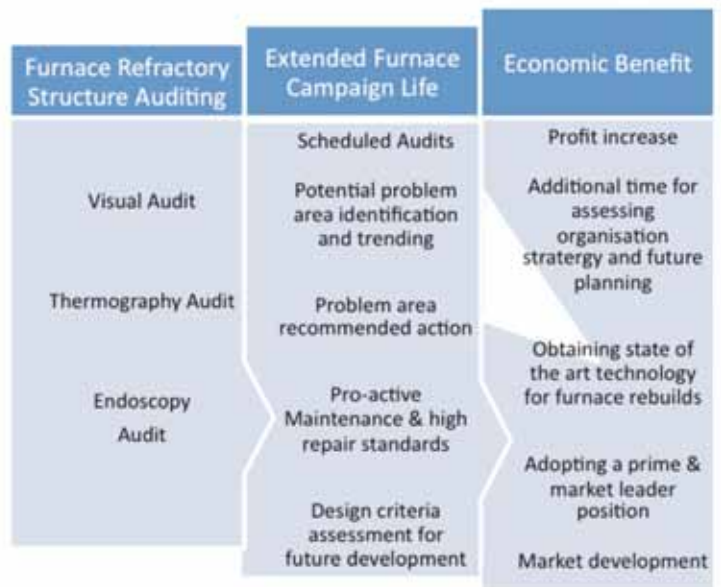 Furnace Refractory
Structure Auditing
Visual Audit
Thermography Audit
Endoscopy
Audit
Extended Furnace
Campaign Life
Scheduled Audits
Potential problem
area identification
and trending
Problem area
recommended action
Pro-active
Maintenance & high
repair standards
Design criteria
assessment for
future development
Economic Benefit
Profit increase
Additional time for
assessing
organisation
stratergy and future
planning
Obtaining state of
the art technology
for furnace rebuilds
Adopting a prime &
market leader
position
Market development